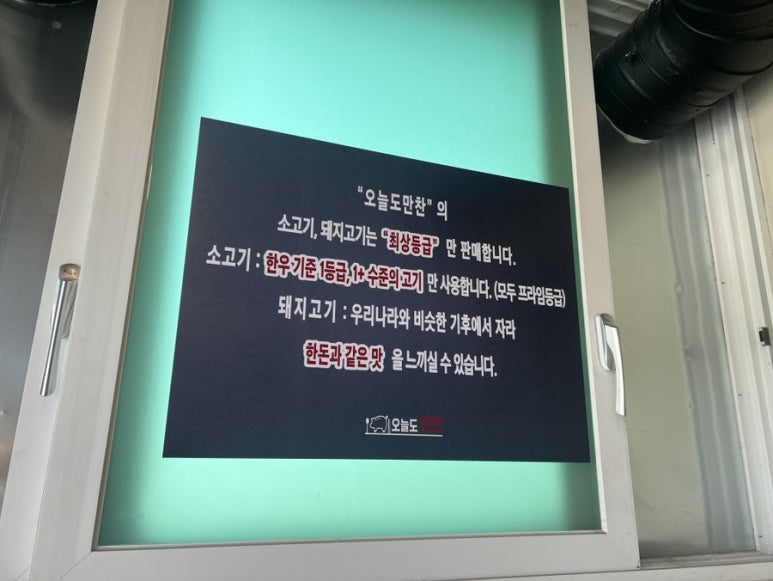 “오늘도만찬” 의
소고기, 돼지고기는 “최상등급” 만 판매합니다.
소고기 : 한우 기준 1등급, 1+ 수준의 고기 만 사용합니다. (모두 프라임등급)
돼지고기 : 우리나라와 비슷한 기후에서 자라
한돈과 같은 맛 을 느끼실 수 있습니다.
오늘도 만찬